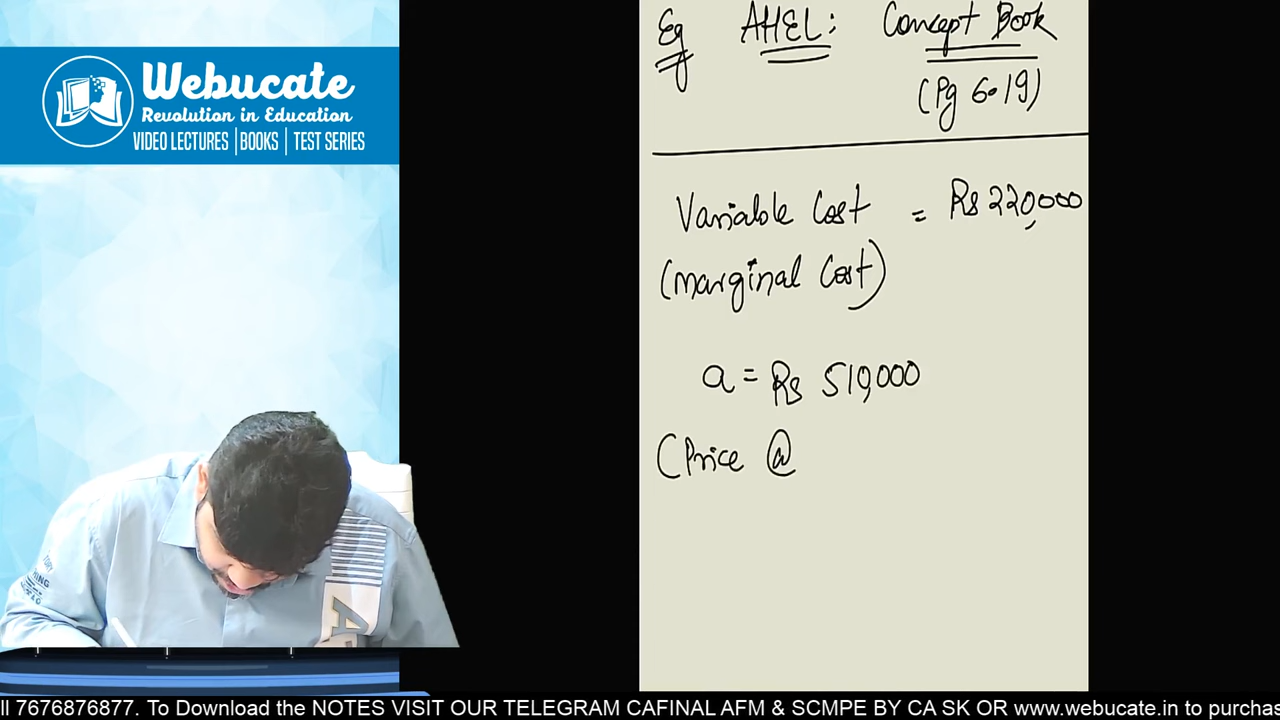 Webucate
Revolution in Education
VIDEO LECTURES | BOOKS | TEST SERIES
Eg AHEL: Concept Book
(Pg 6.19)
Variable Cost = Rs 220,000
(Marginal Cost)
a = Rs 510,000
(Price @
ll 7676876877. To Download the NOTES VISIT OUR TELEGRAM CAFINAL AFM & SCMPE BY CA SK OR www.webucate.in to purchas